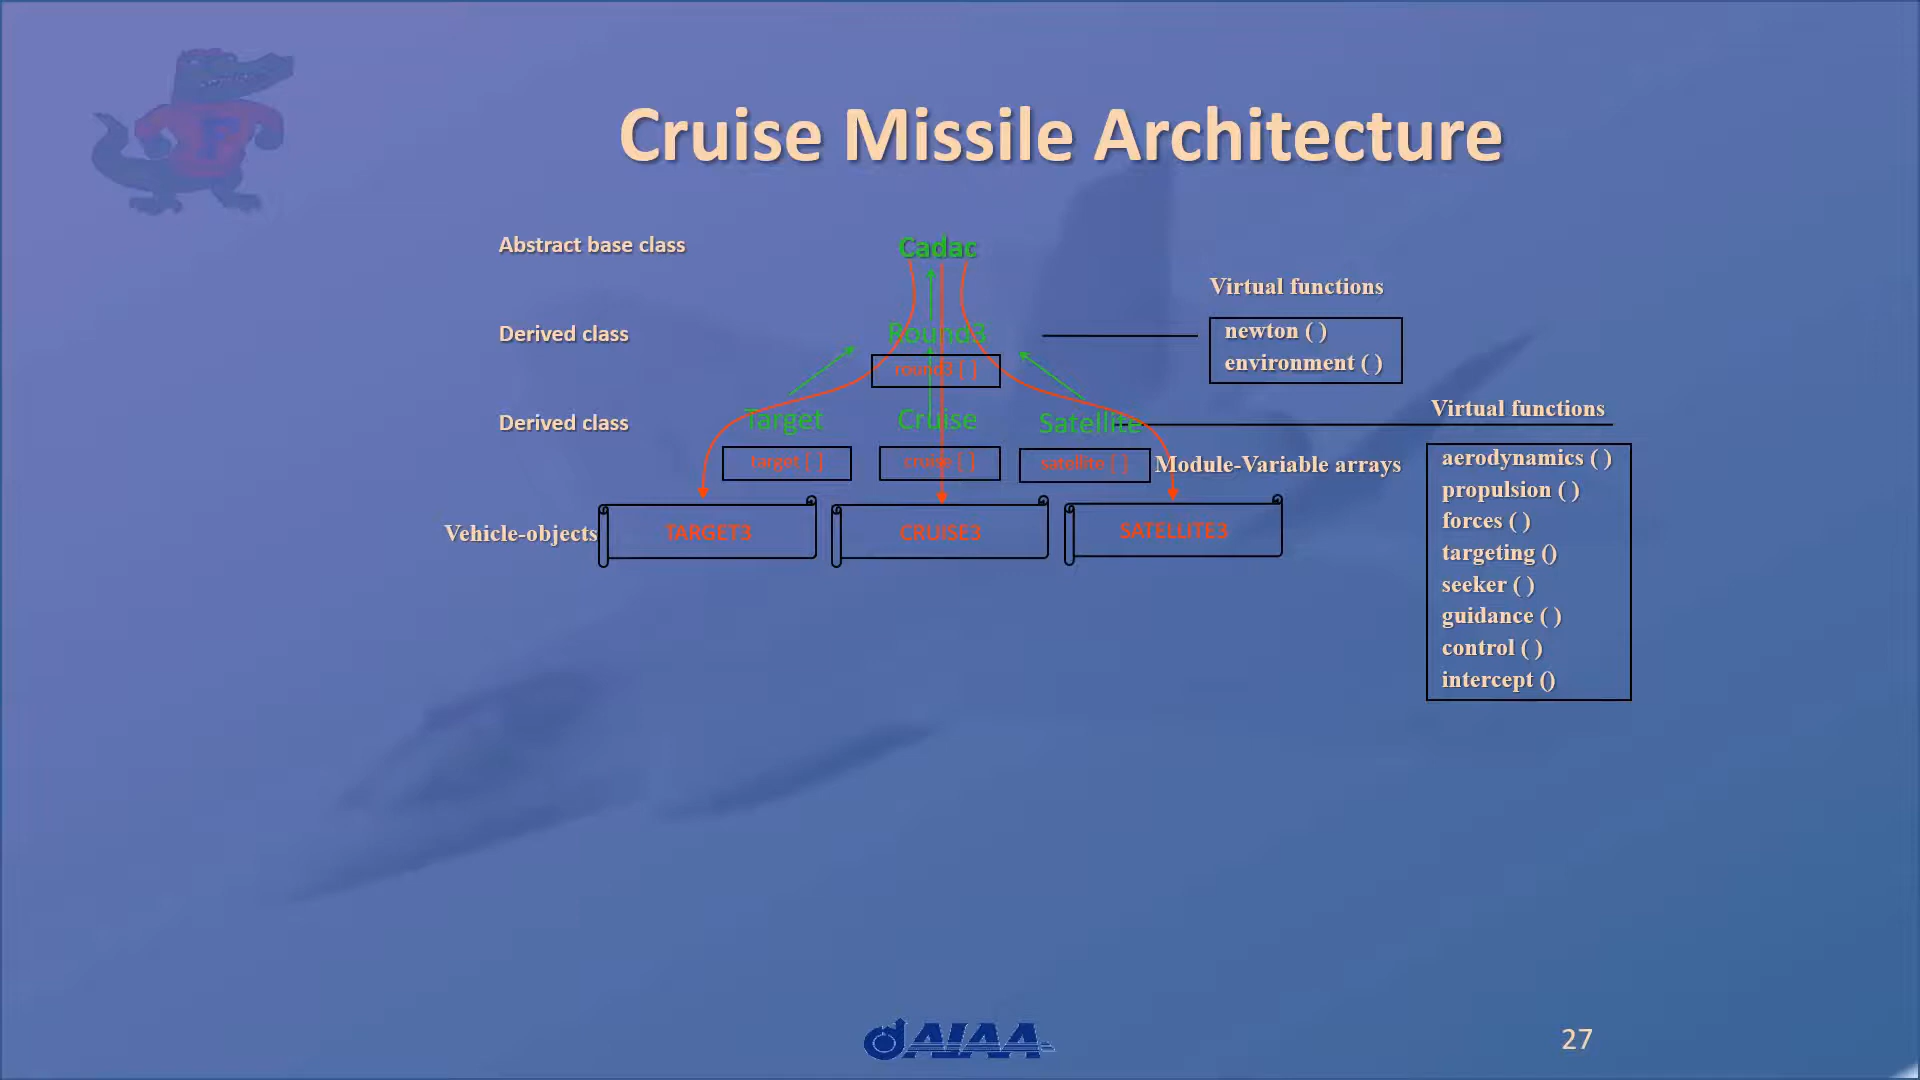 F
Cruise Missile Architecture
Abstract base class
Cadac
Virtual functions
Derived class
Round3
newton ( )
environment ( )
round3 [ ]
Derived class
Target
Cruise
Satellite
Virtual functions
target [ ]
cruise [ ]
satellite [ ]
Module-Variable arrays
aerodynamics ( )
propulsion ( )
forces ( )
targeting ()
seeker ( )
guidance ( )
control ( )
intercept ()
Vehicle-objects
TARGET3
CRUISE3
SATELLITE3
AIAA
27